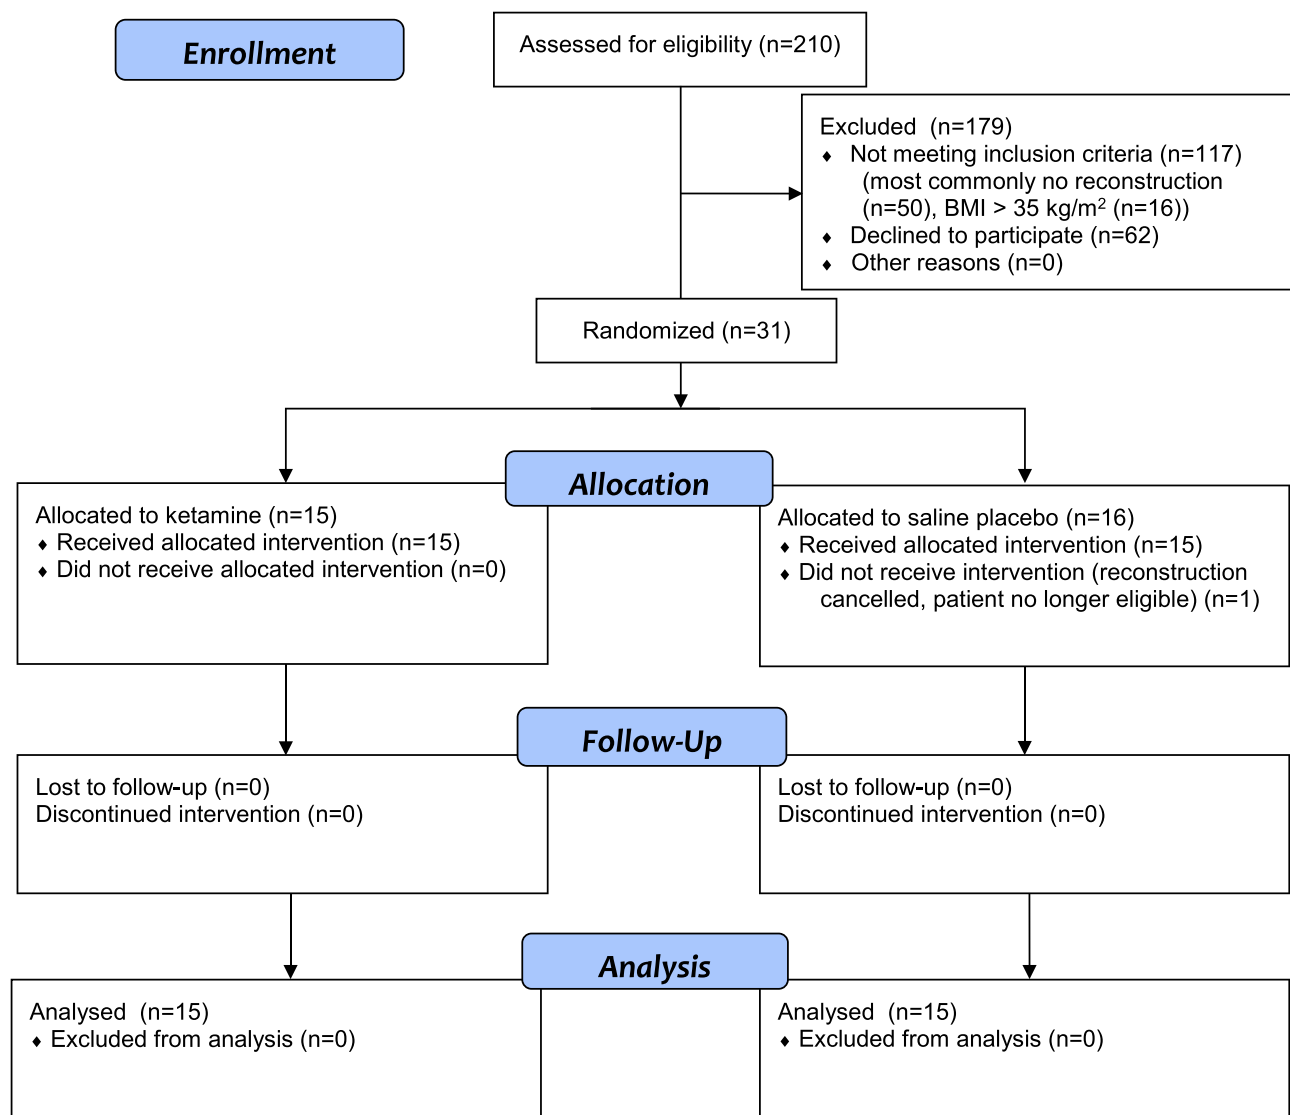 Enrollment
Assessed for eligibility (n=210)
Excluded (n=179)
♦ Not meeting inclusion criteria (n=117)
(most commonly no reconstruction
(n=50), BMI > 35 kg/m² (n=16))
♦ Declined to participate (n=62)
♦ Other reasons (n=0)
Randomized (n=31)
Allocation
Allocated to ketamine (n=15)
♦ Received allocated intervention (n=15)
♦ Did not receive allocated intervention (n=0)
Allocated to saline placebo (n=16)
♦ Received allocated intervention (n=15)
♦ Did not receive intervention (reconstruction
cancelled, patient no longer eligible) (n=1)
Follow-Up
Lost to follow-up (n=0)
Discontinued intervention (n=0)
Lost to follow-up (n=0)
Discontinued intervention (n=0)
Analysis
Analysed (n=15)
♦ Excluded from analysis (n=0)
Analysed (n=15)
♦ Excluded from analysis (n=0)